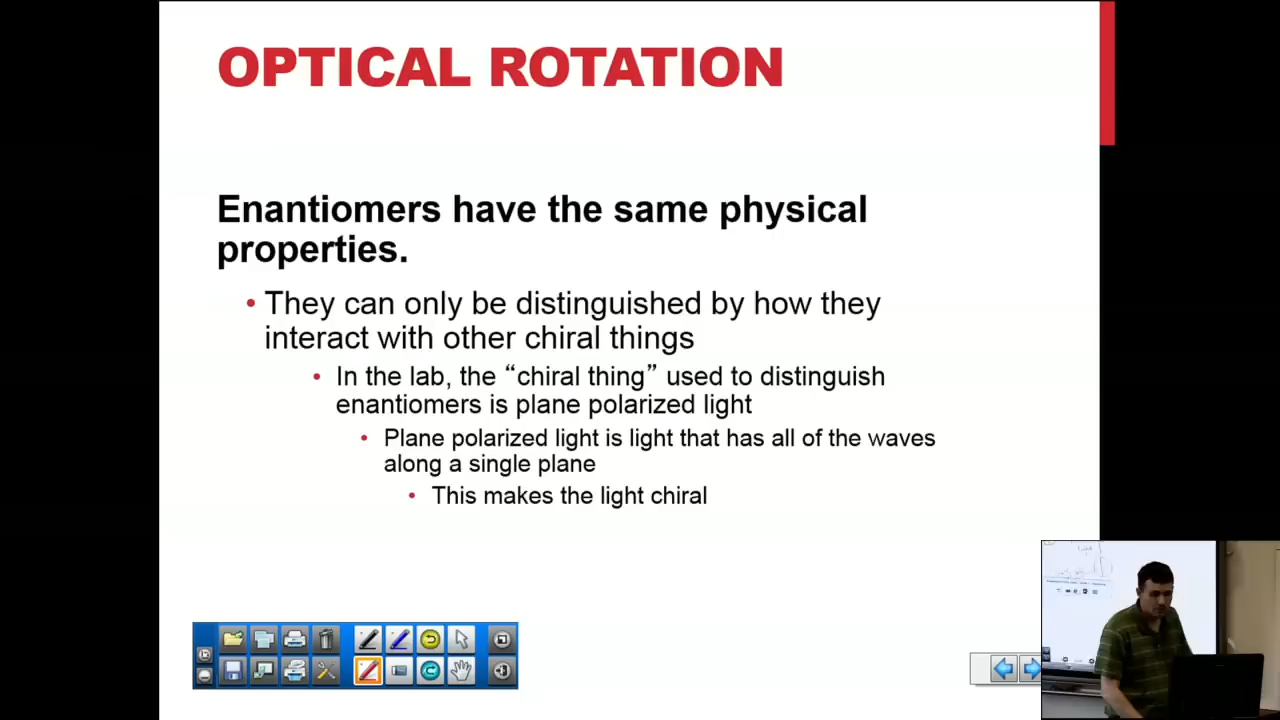 OPTICAL ROTATION
Enantiomers have the same physical
properties.
• They can only be distinguished by how they
interact with other chiral things
• In the lab, the “chiral thing” used to distinguish
enantiomers is plane polarized light
• Plane polarized light is light that has all of the waves
along a single plane
• This makes the light chiral